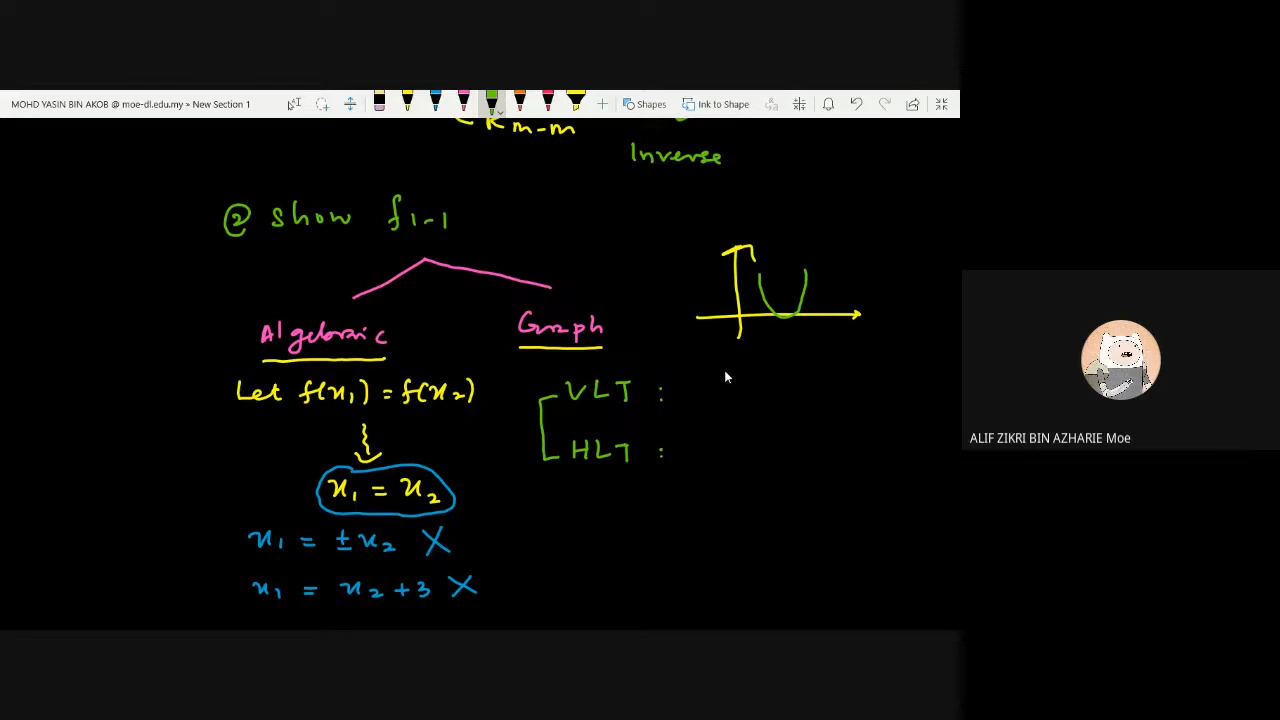 MOHD YASIN BIN AKOB @ moe-dl.edu.my » New Section 1
Shapes
Ink to Shape
R m-m
Inverse
② show f 1-1
Algebraic
Graph
Let f(x₁) = f(x₂)
VLT :
HLT :
x₁ = x₂
x₁ = ± x₂ X
x₁ = x₂ + 3 X
ALIF ZIKRI BIN AZHARIE Moe